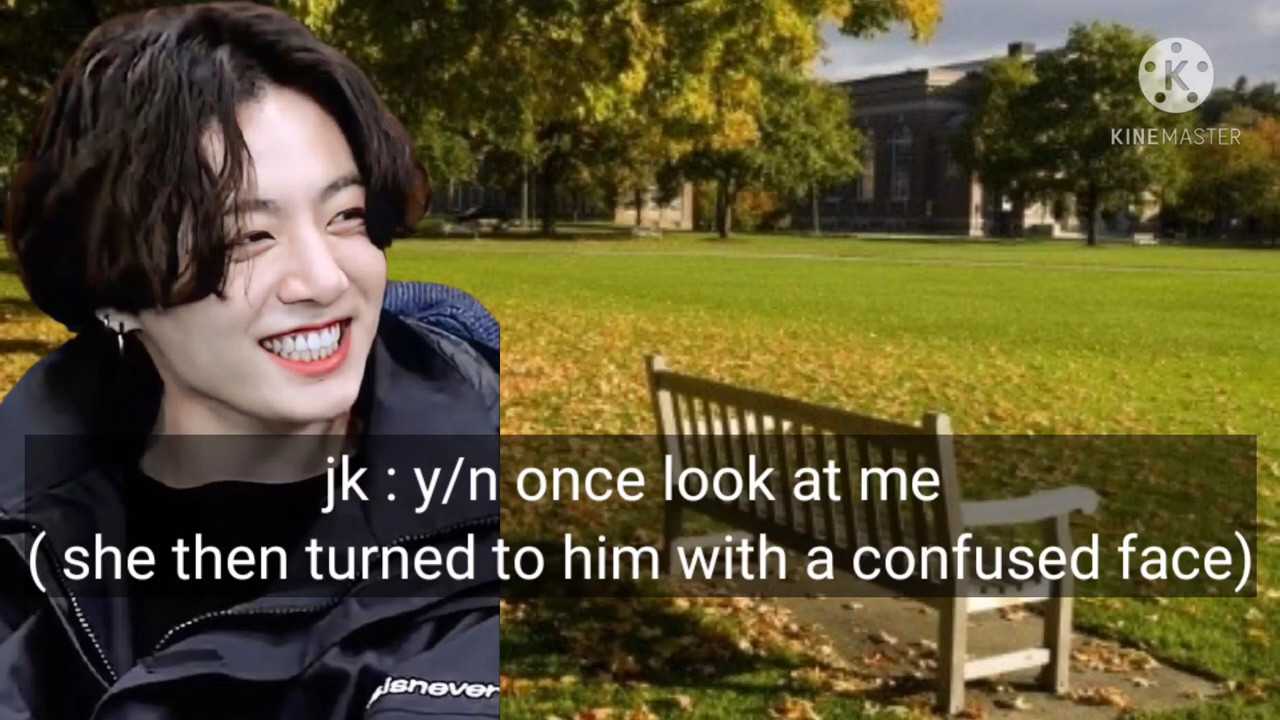 K
KINEMASTER
jk : y/n once look at me
( she then turned to him with a confused face)